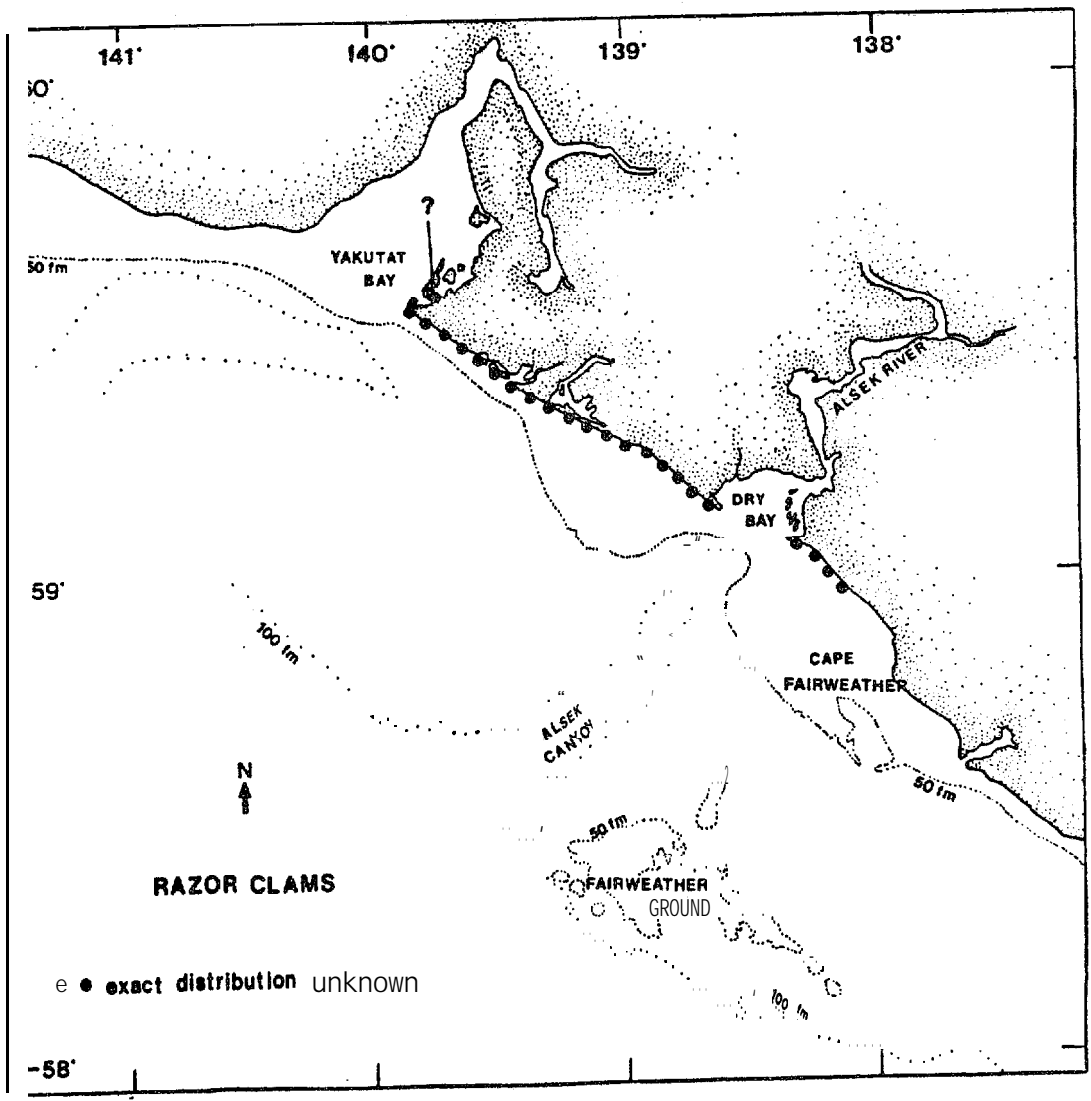 141° 140° 139° 138°
60°
?
YAKUTAT
BAY
50 fm
ALSEK RIVER
DRY
BAY
59°
100 fm
CAPE
FAIRWEATHER
ALSEK
CANYON
N
50 fm
50 fm
RAZOR CLAMS
FAIRWEATHER
GROUND
e ● exact distribution unknown
100 fm
-58°